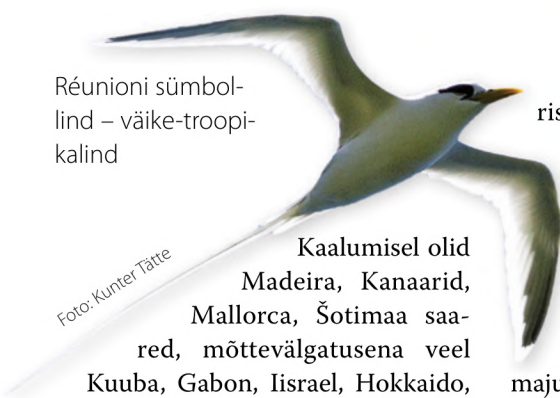 Réunioni sümbol-
lind – väike-troopi-
kalind
Foto: Kunter Tätte
Kaalumisel olid
Madeira, Kanaarid,
Mallorca, Šotimaa saa-
red, mõttevälgatusena veel
Kuuba, Gabon, Iisrael, Hokkaido,
ris
maju